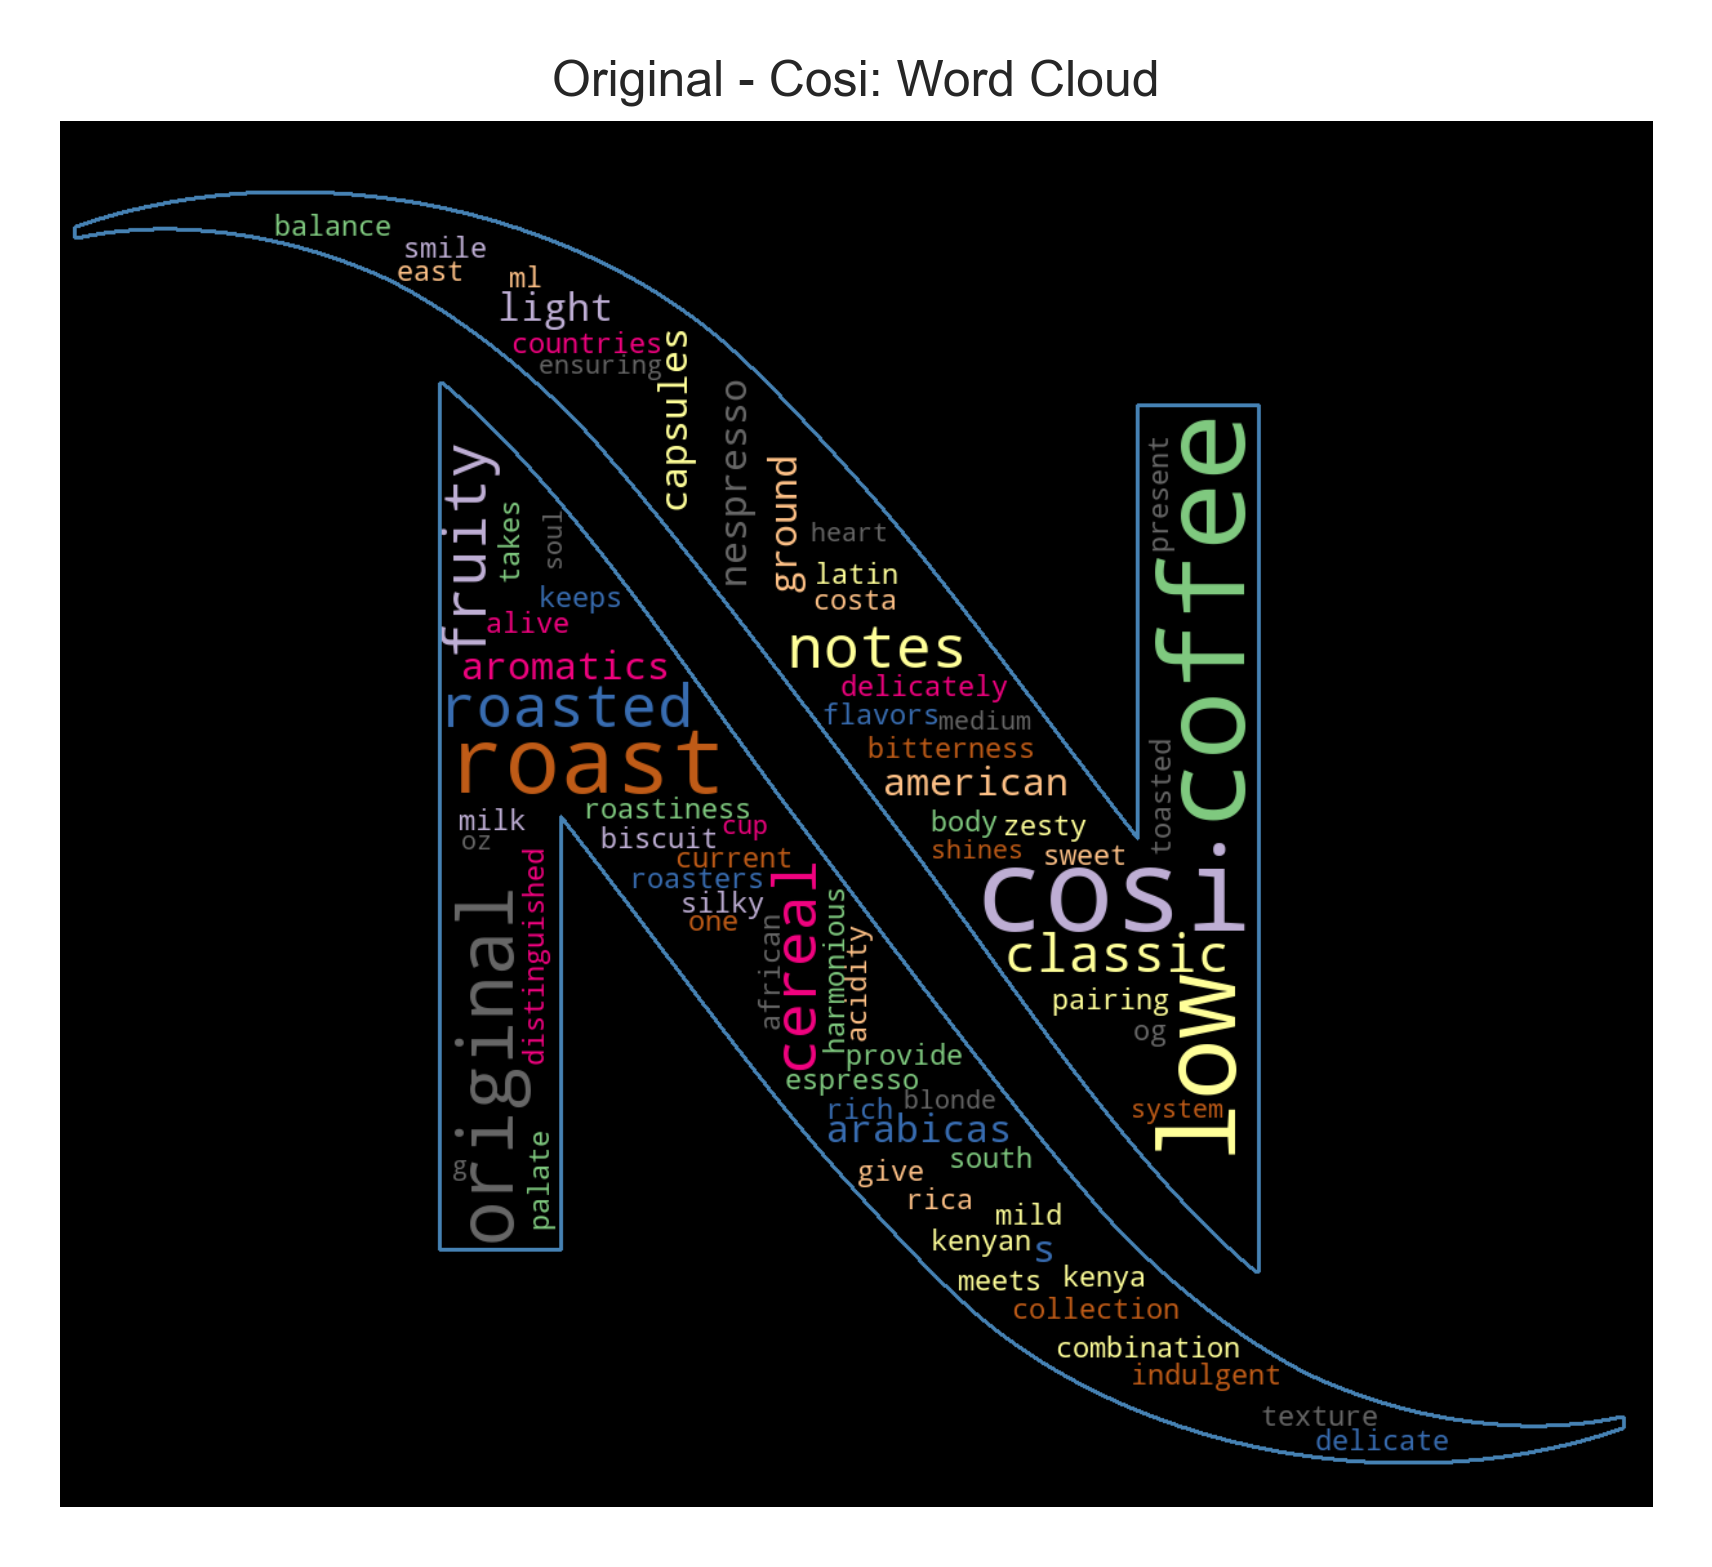 Original - Cosi: Word Cloud
balance
smile
east
ml
light
countries
ensuring
capsules
nespresso
ground
heart
latin
costa
notes
delicately
flavors
medium
bitterness
american
body
zesty
shines
sweet
present
coffee
toasted
cosi
classic
low
pairing
og
system
fruity
takes
soul
keeps
alive
aromatics
roasted
roast
milk
oz
roastiness
biscuit
cup
current
roasters
silky
one
original
distinguished
g
palate
african
cereal
harmonious
acidity
provide
espresso
rich
blonde
arabicas
south
give
rica
mild
kenyan
s
meets
kenya
collection
combination
indulgent
texture
delicate